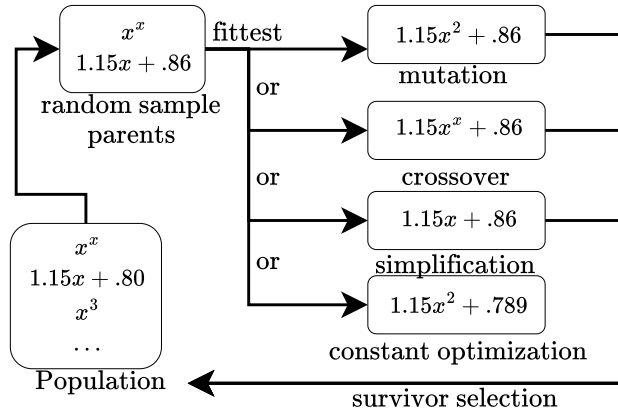 x^x
1.15x + .86
random sample
parents
fittest
or
or
or
1.15x^2 + .86
mutation
1.15x^x + .86
crossover
1.15x + .86
simplification
1.15x^2 + .789
constant optimization
x^x
1.15x + .80
x^3
...
Population
survivor selection